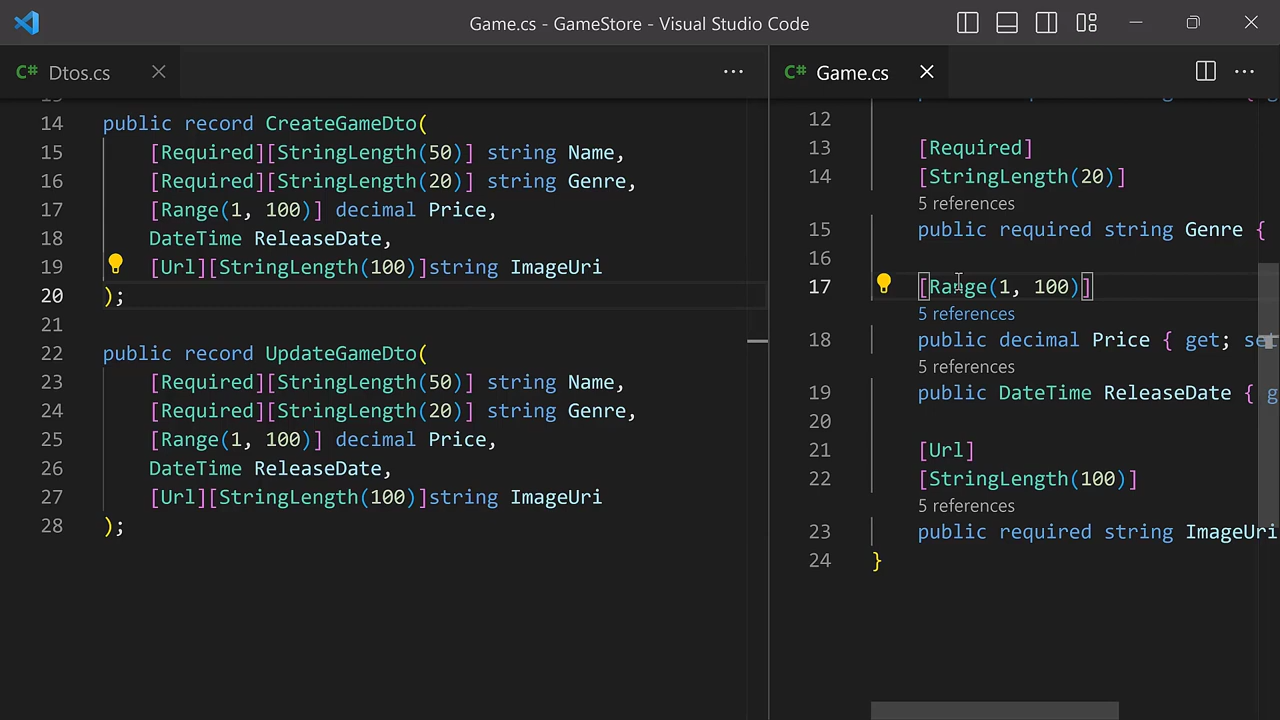 Game.cs - GameStore - Visual Studio Code
C# Dtos.cs
14 public record CreateGameDto(
15 [Required][StringLength(50)] string Name,
16 [Required][StringLength(20)] string Genre,
17 [Range(1, 100)] decimal Price,
18 DateTime ReleaseDate,
19 [Url][StringLength(100)]string ImageUri
20 );
21
22 public record UpdateGameDto(
23 [Required][StringLength(50)] string Name,
24 [Required][StringLength(20)] string Genre,
25 [Range(1, 100)] decimal Price,
26 DateTime ReleaseDate,
27 [Url][StringLength(100)]string ImageUri
28 );
C# Game.cs
12
13 [Required]
14 [StringLength(20)]
5 references
15 public required string Genre {
16
17 [Range(1, 100)]
5 references
18 public decimal Price { get; set
5 references
19 public DateTime ReleaseDate { g
20
21 [Url]
22 [StringLength(100)]
5 references
23 public required string ImageUri
24 }